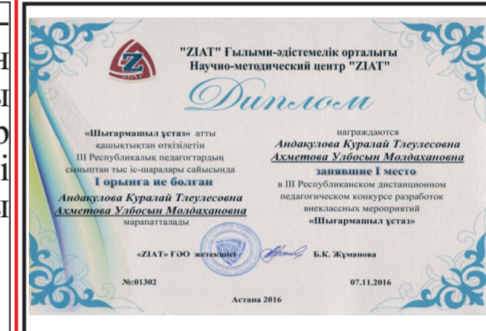 "ZIAT" Ғылыми-әдістемелік орталығы
Научно-методический центр "ZIAT"
Диплом
«Шығармашыл ұстаз» атты
қашықтықтан өткізілетін
III Республикалық педагогтардың
сыныптан тыс іс-шаралары сайысында
I орынға ие болған
Андакулова Куралай Тлеулесовна
Ахметова Улбосын Молдахановна
марапатталады
награждаются
Андакулова Куралай Тлеулесовна
Ахметова Улбосын Молдахановна
занявшие I место
в III Республиканском дистанционном
педагогическом конкурсе разработок
внеклассных мероприятий
«Шығармашыл ұстаз»
«ZIAT» ҒӘО жетекшісі
Б.К. Жуманова
№:01302
07.11.2016
Астана 2016